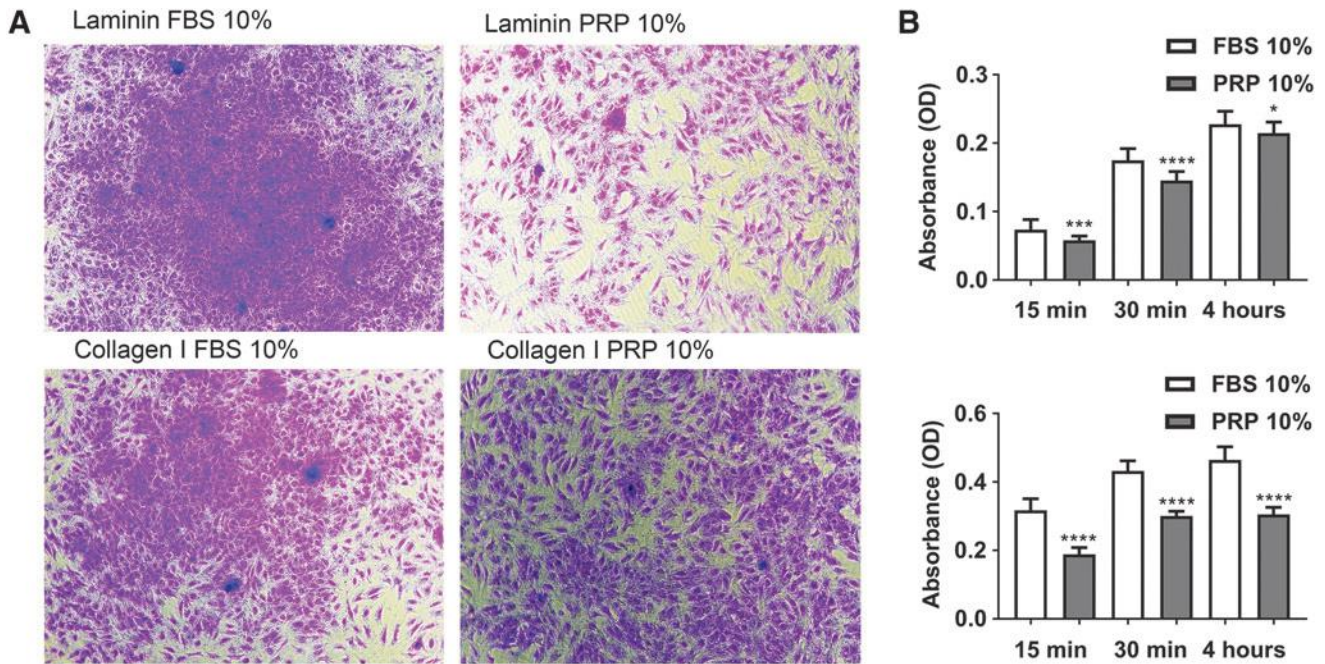 A
Laminin FBS 10%
Laminin PRP 10%
Collagen I FBS 10%
Collagen I PRP 10%
B
FBS 10%
PRP 10%
Absorbance (OD)
0.3
0.2
0.1
0.0
***
****
*
15 min 30 min 4 hours
FBS 10%
PRP 10%
Absorbance (OD)
0.6
0.4
0.2
0.0
****
****
****
15 min 30 min 4 hours